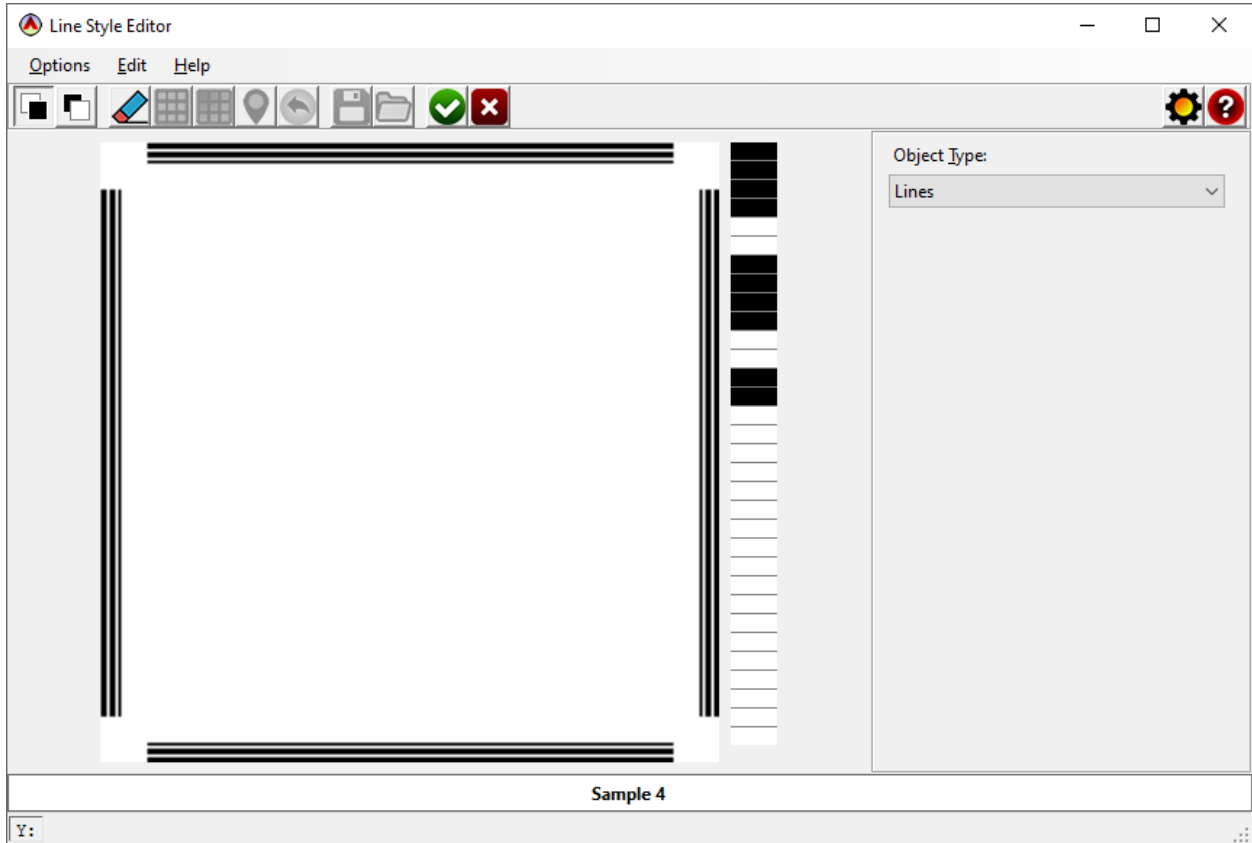 Line Style Editor
Options Edit Help
Object Type:
Lines
Sample 4
Y: